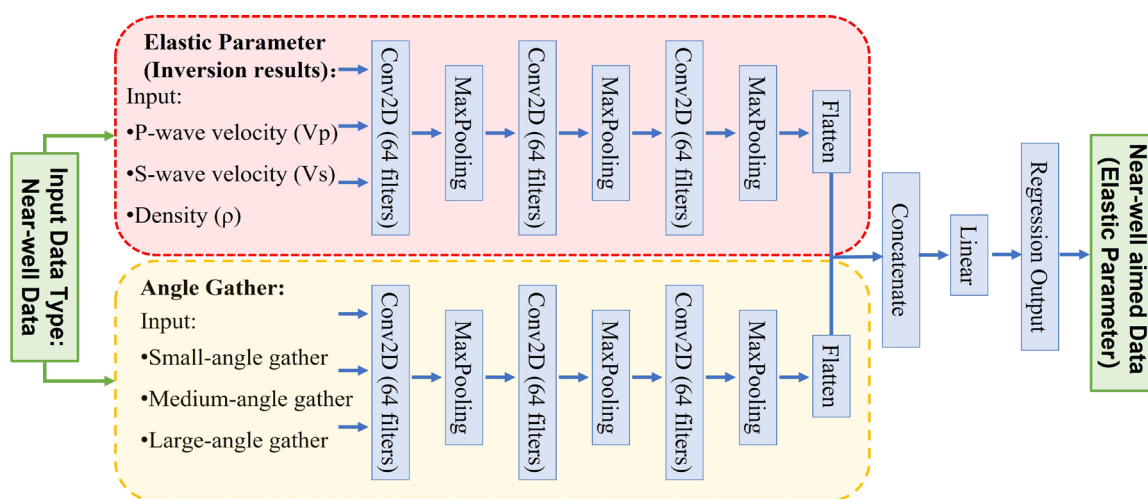 Input Data Type:
Near-well Data
Elastic Parameter
(Inversion results):
Input:
•P-wave velocity (Vp)
•S-wave velocity (Vs)
•Density (ρ)
Conv2D (64 filters)
MaxPooling
Conv2D (64 filters)
MaxPooling
Conv2D (64 filters)
MaxPooling
Flatten
Angle Gather:
Input:
•Small-angle gather
•Medium-angle gather
•Large-angle gather
Conv2D (64 filters)
MaxPooling
Conv2D (64 filters)
MaxPooling
Conv2D (64 filters)
MaxPooling
Flatten
Concatenate
Linear
Regression Output
Near-well aimed Data
(Elastic Parameter)